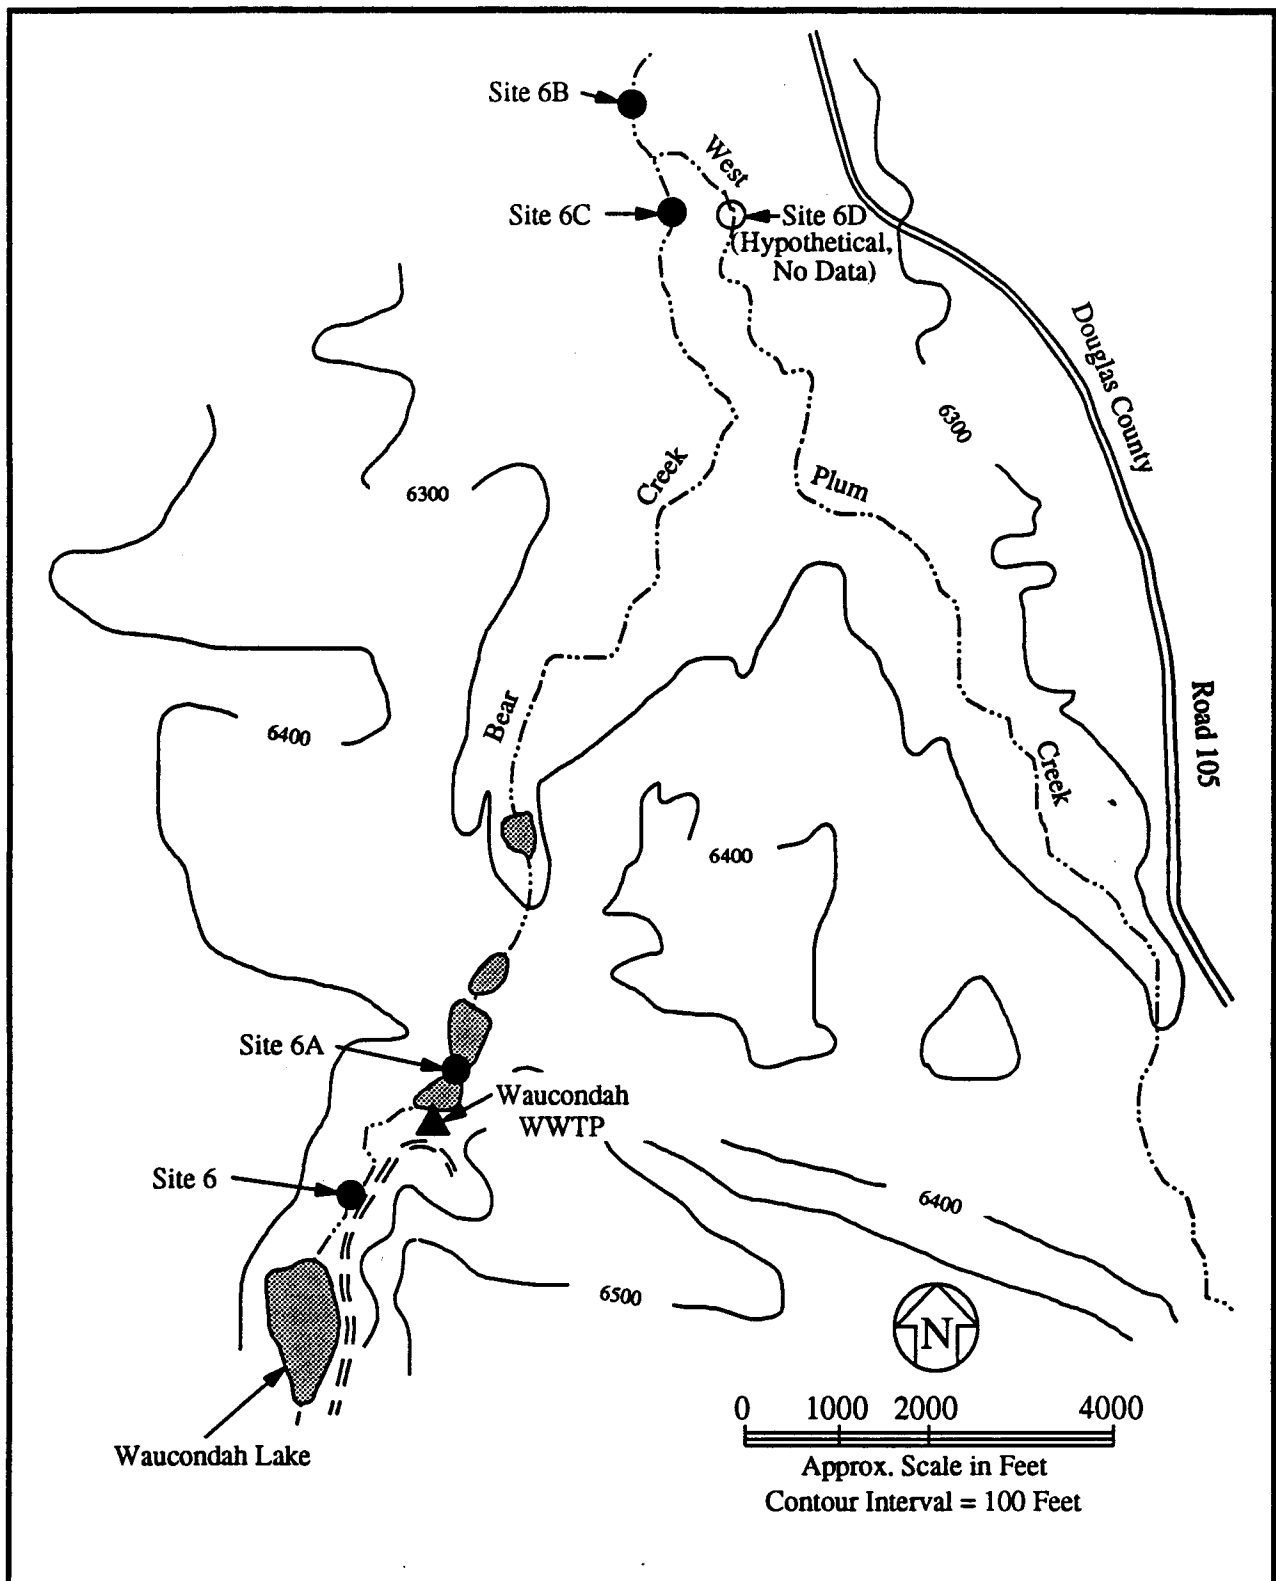 Site 6B
West
Site 6C
Site 6D
(Hypothetical,
No Data)
Douglas County
6300
Creek
Plum
6300
Road 105
Bear
6400
Creek
6400
Site 6A
Waucondah
WWTP
Site 6
6400
6500
N
0 1000 2000 4000
Approx. Scale in Feet
Contour Interval = 100 Feet
Waucondah Lake